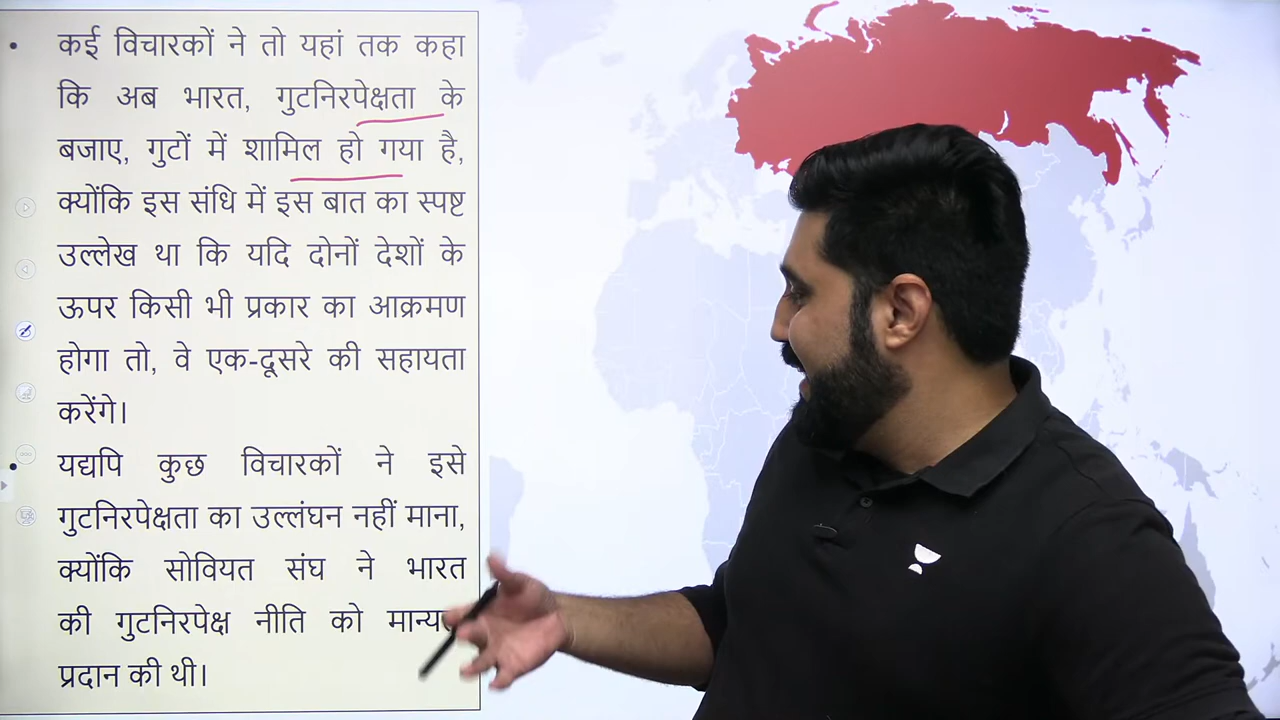 कई विचारकों ने तो यहां तक कहा
कि अब भारत, गुटनिरपेक्षता के
बजाए, गुटों में शामिल हो गया है,
क्योंकि इस संधि में इस बात का स्पष्ट
उल्लेख था कि यदि दोनों देशों के
ऊपर किसी भी प्रकार का आक्रमण
होगा तो, वे एक-दूसरे की सहायता
करेंगे।
यद्यपि कुछ विचारकों ने इसे
गुटनिरपेक्षता का उल्लंघन नहीं माना,
क्योंकि सोवियत संघ ने भारत
की गुटनिरपेक्ष नीति को
प्रदान की थी।